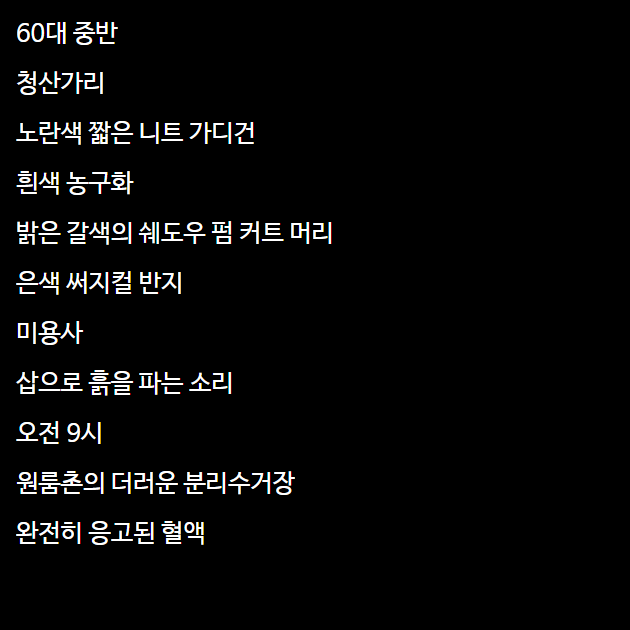 60대 중반
청산가리
노란색 짧은 니트 가디건
흰색 농구화
밝은 갈색의 쉐도우 펌 커트 머리
은색 써지컬 반지
미용사
삽으로 흙을 파는 소리
오전 9시
원룸촌의 더러운 분리수거장
완전히 응고된 혈액